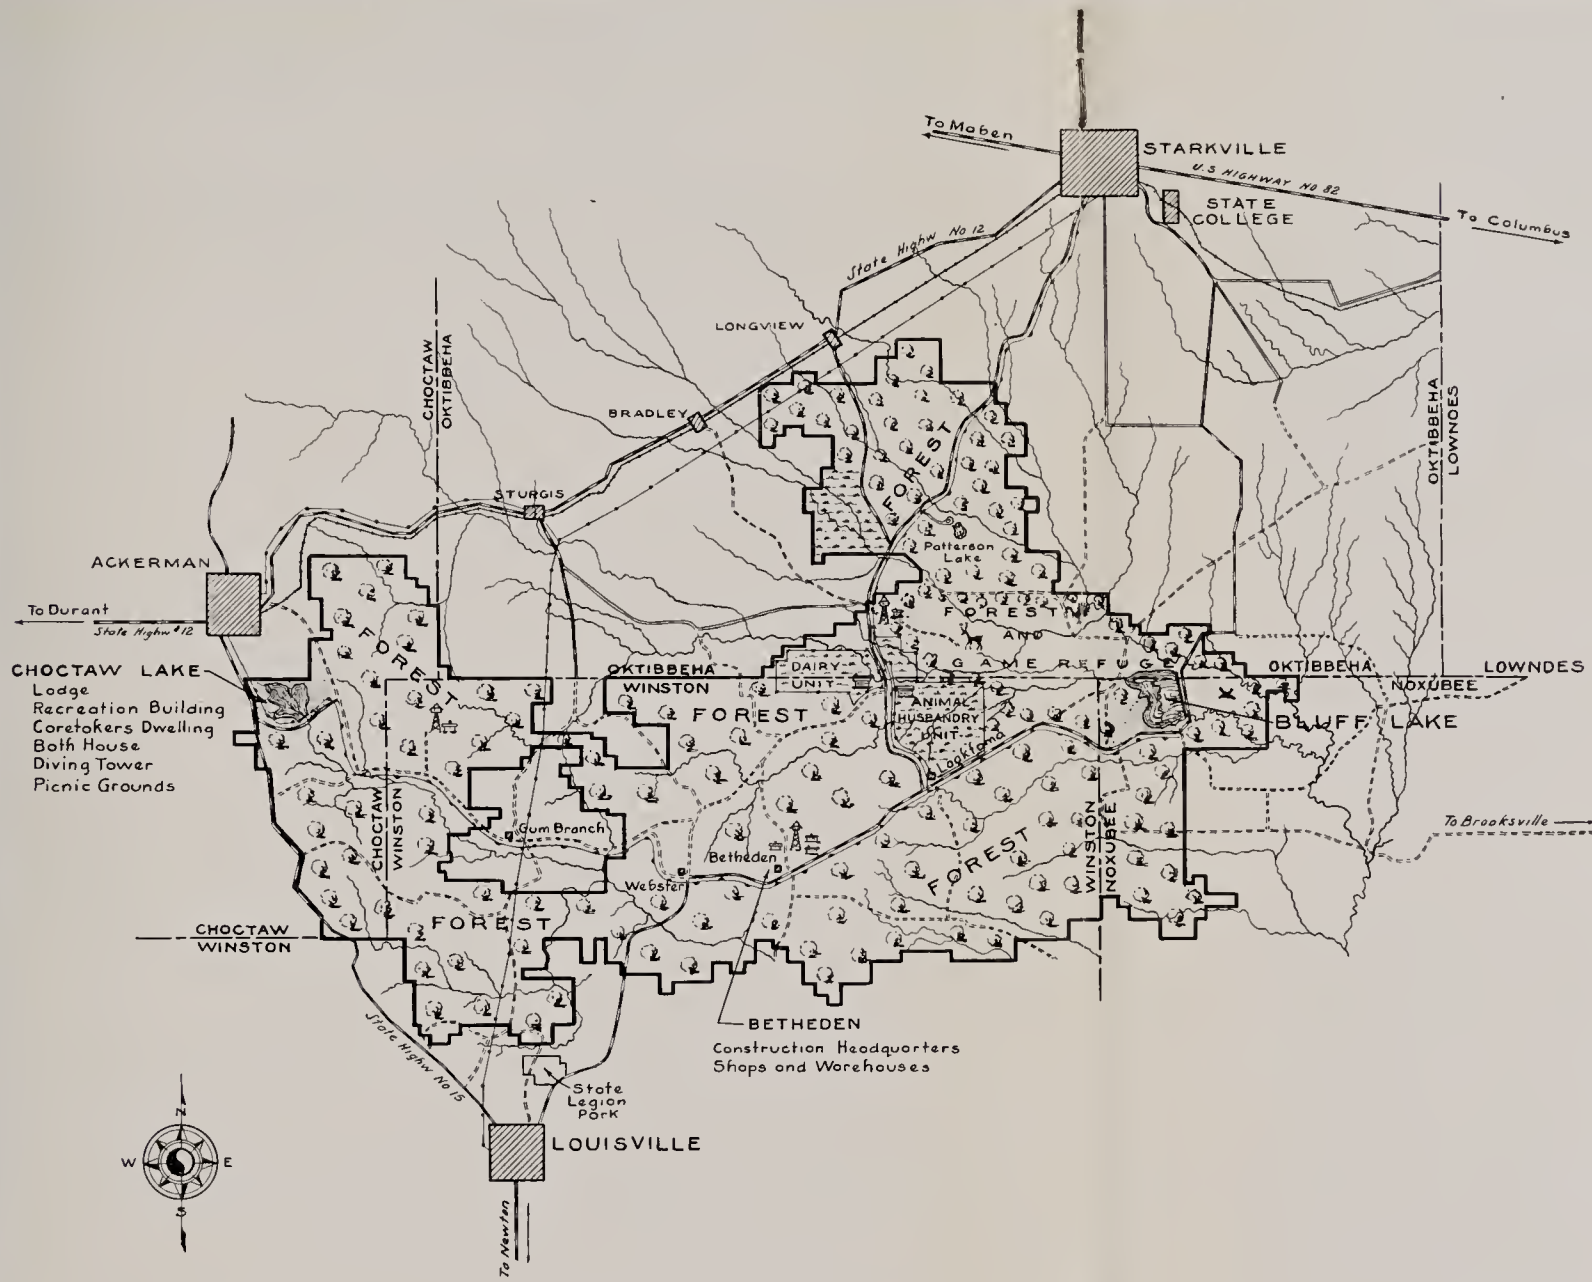 To Maben
STARKVILLE
U.S HIGHWAY NO 82
STATE
COLLEGE
To Columbus
State Highw No 12
LONGVIEW
CHOCTAW
OKTIBBEHA
BRADLEY
OKTIBBEHA
LOWNDES
STURGIS
FOREST
Patterson
Lake
ACKERMAN
To Durant
State Highw #12
FOREST
FOREST
AND
GAME REFUGE
CHOCTAW LAKE
Lodge
Recreation Building
Caretakers Dwelling
Bath House
Diving Tower
Picnic Grounds
OKTIBBEHA
WINSTON
DAIRY
UNIT
OKTIBBEHA
LOWNDES
NOXUBEE
FOREST
ANIMAL
HUSBANDRY
UNIT
K
BLUFF LAKE
CHOCTAW
WINSTON
Gum Branch
Betheden
Webster
FOREST
WINSTON
NOXUBEE
To Brooksville
FOREST
CHOCTAW
WINSTON
State Highw No 15
BETHEDEN
Construction Headquarters
Shops and Warehouses
State
Legion
Park
LOUISVILLE
N
W
E
S
To Newton